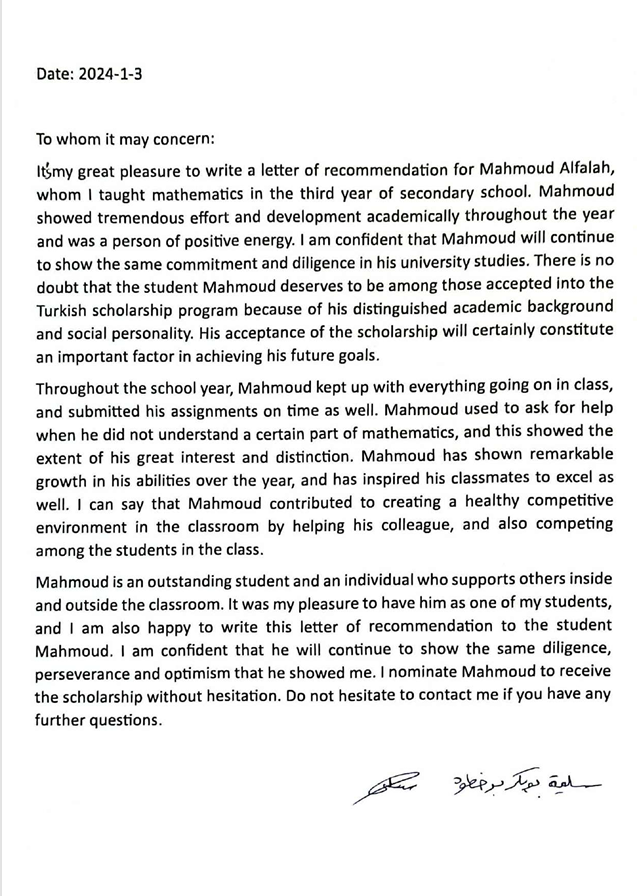 Date: 2024-1-3
To whom it may concern:
It's my great pleasure to write a letter of recommendation for Mahmoud Alfalah,
whom I taught mathematics in the third year of secondary school. Mahmoud
showed tremendous effort and development academically throughout the year
and was a person of positive energy. I am confident that Mahmoud will continue
to show the same commitment and diligence in his university studies. There is no
doubt that the student Mahmoud deserves to be among those accepted into the
Turkish scholarship program because of his distinguished academic background
and social personality. His acceptance of the scholarship will certainly constitute
an important factor in achieving his future goals.
Throughout the school year, Mahmoud kept up with everything going on in class,
and submitted his assignments on time as well. Mahmoud used to ask for help
when he did not understand a certain part of mathematics, and this showed the
extent of his great interest and distinction. Mahmoud has shown remarkable
growth in his abilities over the year, and has inspired his classmates to excel as
well. I can say that Mahmoud contributed to creating a healthy competitive
environment in the classroom by helping his colleague, and also competing
among the students in the class.
Mahmoud is an outstanding student and an individual who supports others inside
and outside the classroom. It was my pleasure to have him as one of my students,
and I am also happy to write this letter of recommendation to the student
Mahmoud. I am confident that he will continue to show the same diligence,
perseverance and optimism that he showed me. I nominate Mahmoud to receive
the scholarship without hesitation. Do not hesitate to contact me if you have any
further questions.